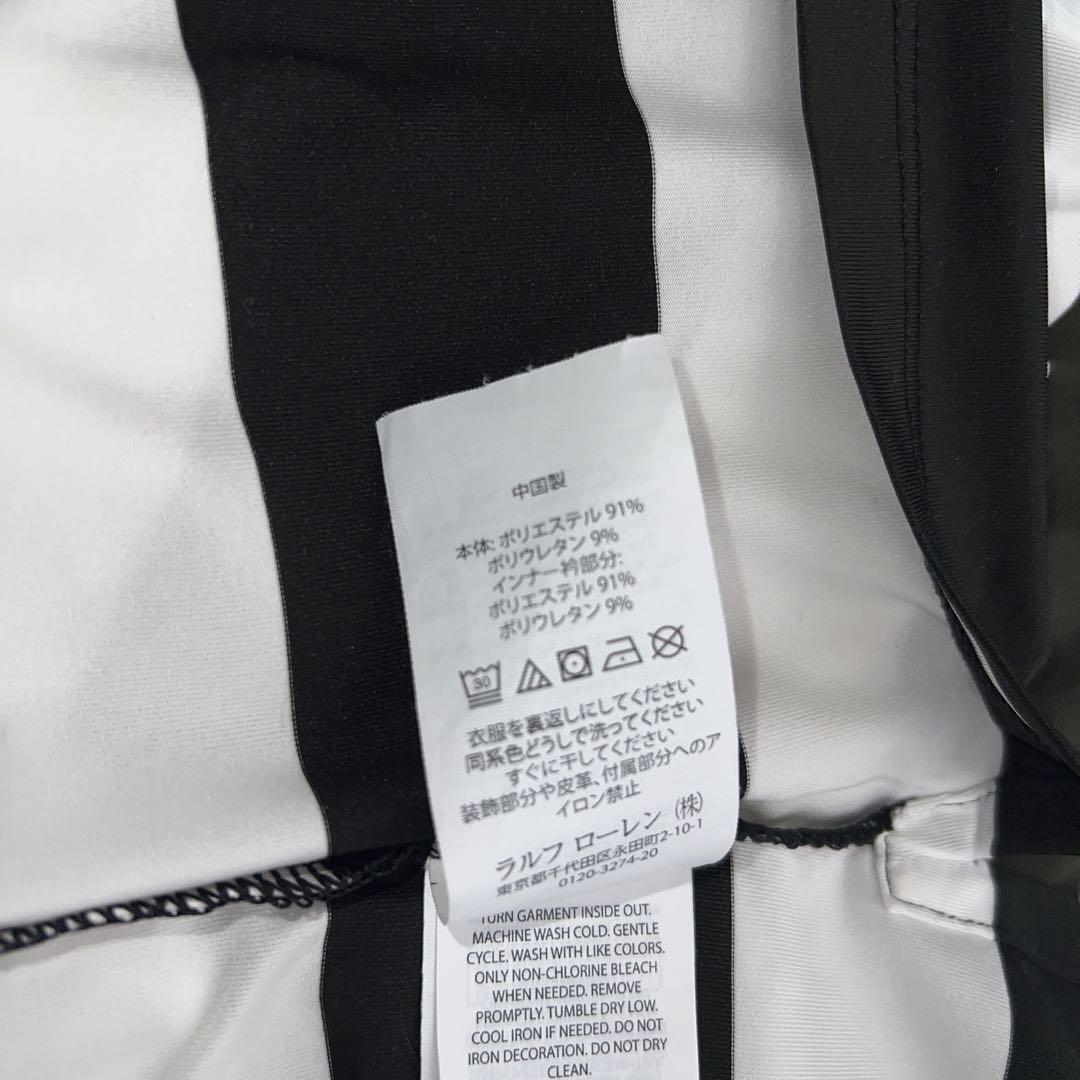 中国製
本体: ポリエステル 91%
ポリウレタン 9%
インナー衿部分:
ポリエステル 91%
ポリウレタン 9%
30
衣服を裏返しにしてください
同系色どうしで洗ってください
すぐに干してください
装飾部分や皮革、付属部分へのア
イロン禁止
ラルフ ローレン (株)
東京都千代田区永田町2-10-1
0120-3274-20
TURN GARMENT INSIDE OUT.
MACHINE WASH COLD. GENTLE
CYCLE. WASH WITH LIKE COLORS.
ONLY NON-CHLORINE BLEACH
WHEN NEEDED. REMOVE
PROMPTLY. TUMBLE DRY LOW.
COOL IRON IF NEEDED. DO NOT
IRON DECORATION. DO NOT DRY
CLEAN.